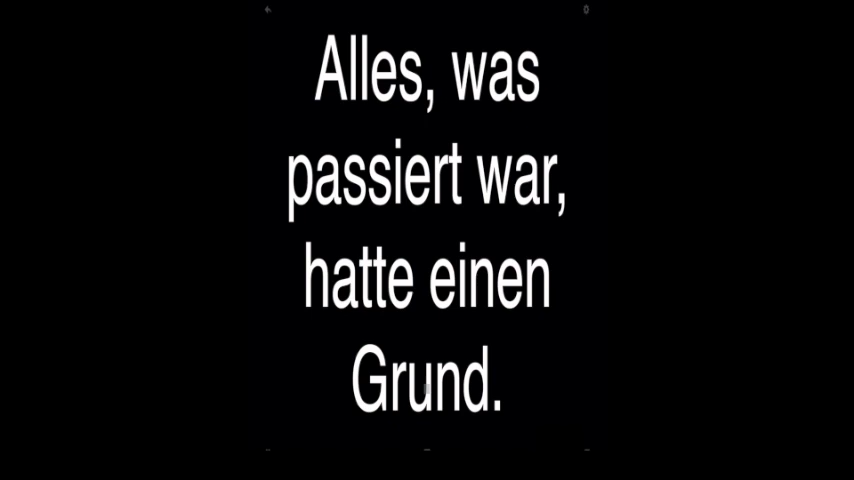 Alles, was
passiert war,
hatte einen
Grund.